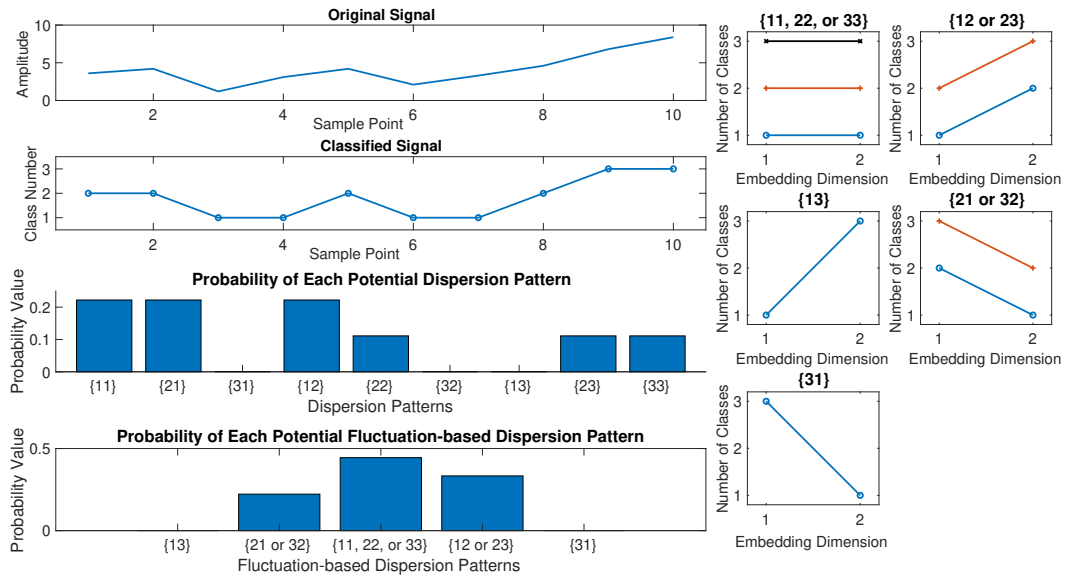 Original Signal
Amplitude
10
5
0
2
4
6
8
10
Sample Point
Classified Signal
Class Number
3
2
1
2
4
6
8
10
Sample Point
Probability of Each Potential Dispersion Pattern
Probability Value
0.2
0.1
0
{11}
{21}
{31}
{12}
{22}
{32}
{13}
{23}
{33}
Dispersion Patterns
Probability of Each Potential Fluctuation-based Dispersion Pattern
Probability Value
0.5
0
{13}
{21 or 32}
{11, 22, or 33}
{12 or 23}
{31}
Fluctuation-based Dispersion Patterns
{11, 22, or 33}
Number of Classes
3
2
1
1
2
Embedding Dimension
{12 or 23}
Number of Classes
3
2
1
1
2
Embedding Dimension
{13}
Number of Classes
3
2
1
1
2
Embedding Dimension
{21 or 32}
Number of Classes
3
2
1
1
2
Embedding Dimension
{31}
Number of Classes
3
2
1
1
2
Embedding Dimension